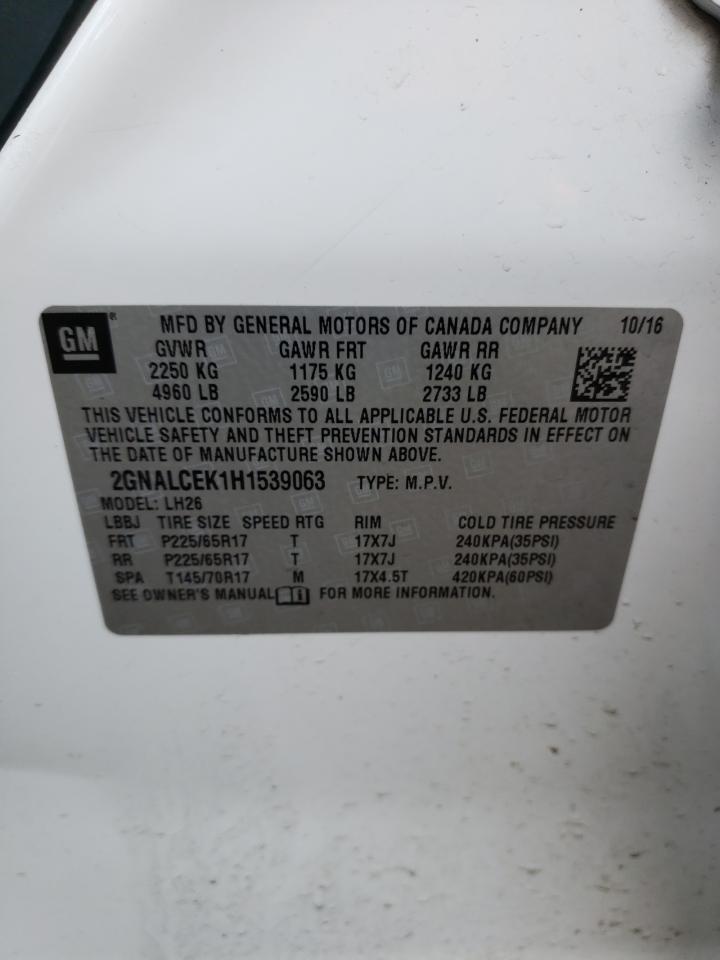 GM ® MFD BY GENERAL MOTORS OF CANADA COMPANY 10/16
GVWR GAWR FRT GAWR RR
2250 KG 1175 KG 1240 KG
4960 LB 2590 LB 2733 LB
THIS VEHICLE CONFORMS TO ALL APPLICABLE U.S. FEDERAL MOTOR
VEHICLE SAFETY AND THEFT PREVENTION STANDARDS IN EFFECT ON
THE DATE OF MANUFACTURE SHOWN ABOVE.
2GNALCEK1H1539063 TYPE: M.P.V.
MODEL: LH26
LBBJ TIRE SIZE SPEED RTG RIM COLD TIRE PRESSURE
FRT P225/65R17 T 17X7J 240KPA(35PSI)
RR P225/65R17 T 17X7J 240KPA(35PSI)
SPA T145/70R17 M 17X4.5T 420KPA(60PSI)
SEE OWNER'S MANUAL FOR MORE INFORMATION.